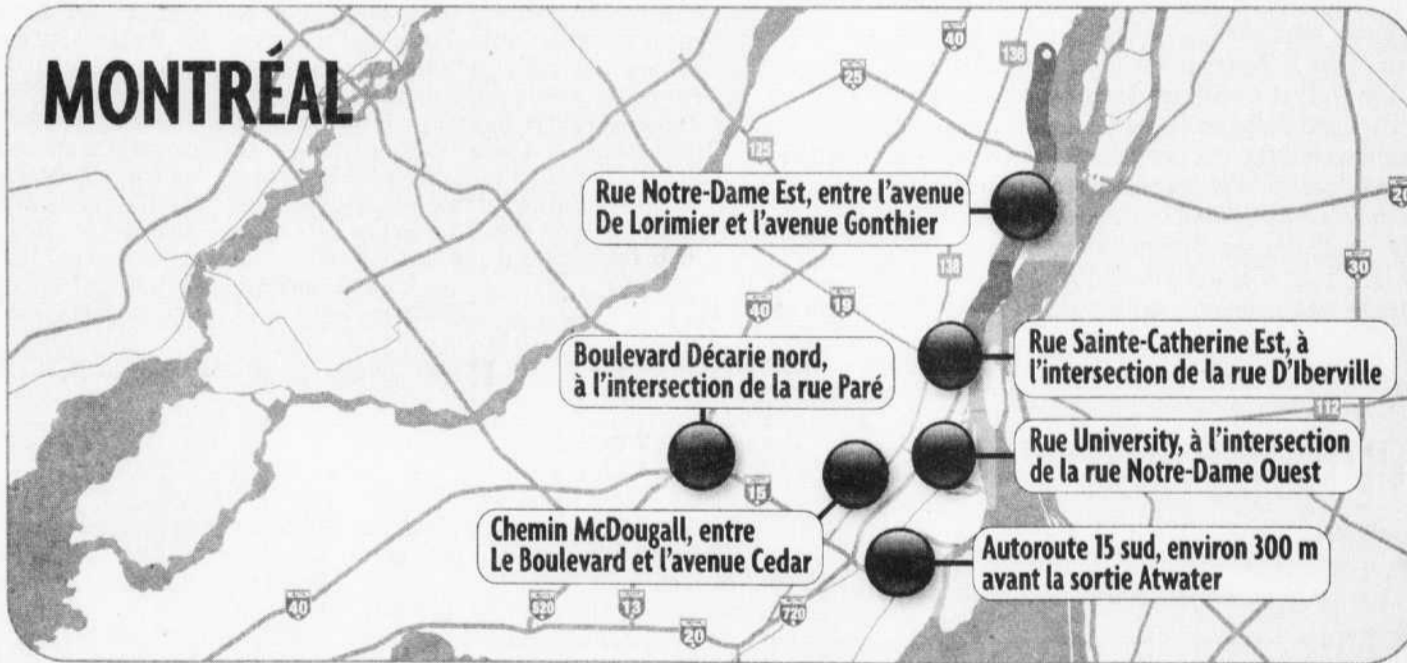 MONTRÉAL
40
138
25
125
Rue Notre-Dame Est, entre l'avenue
De Lorimier et l'avenue Gonthier
20
138
30
40
19
Boulevard Décarie nord,
à l'intersection de la rue Paré
Rue Sainte-Catherine Est, à
l'intersection de la rue D'Iberville
112
Rue University, à l'intersection
de la rue Notre-Dame Ouest
15
Chemin McDougall, entre
Le Boulevard et l'avenue Cedar
Autoroute 15 sud, environ 300 m
avant la sortie Atwater
40
520
13
720
20